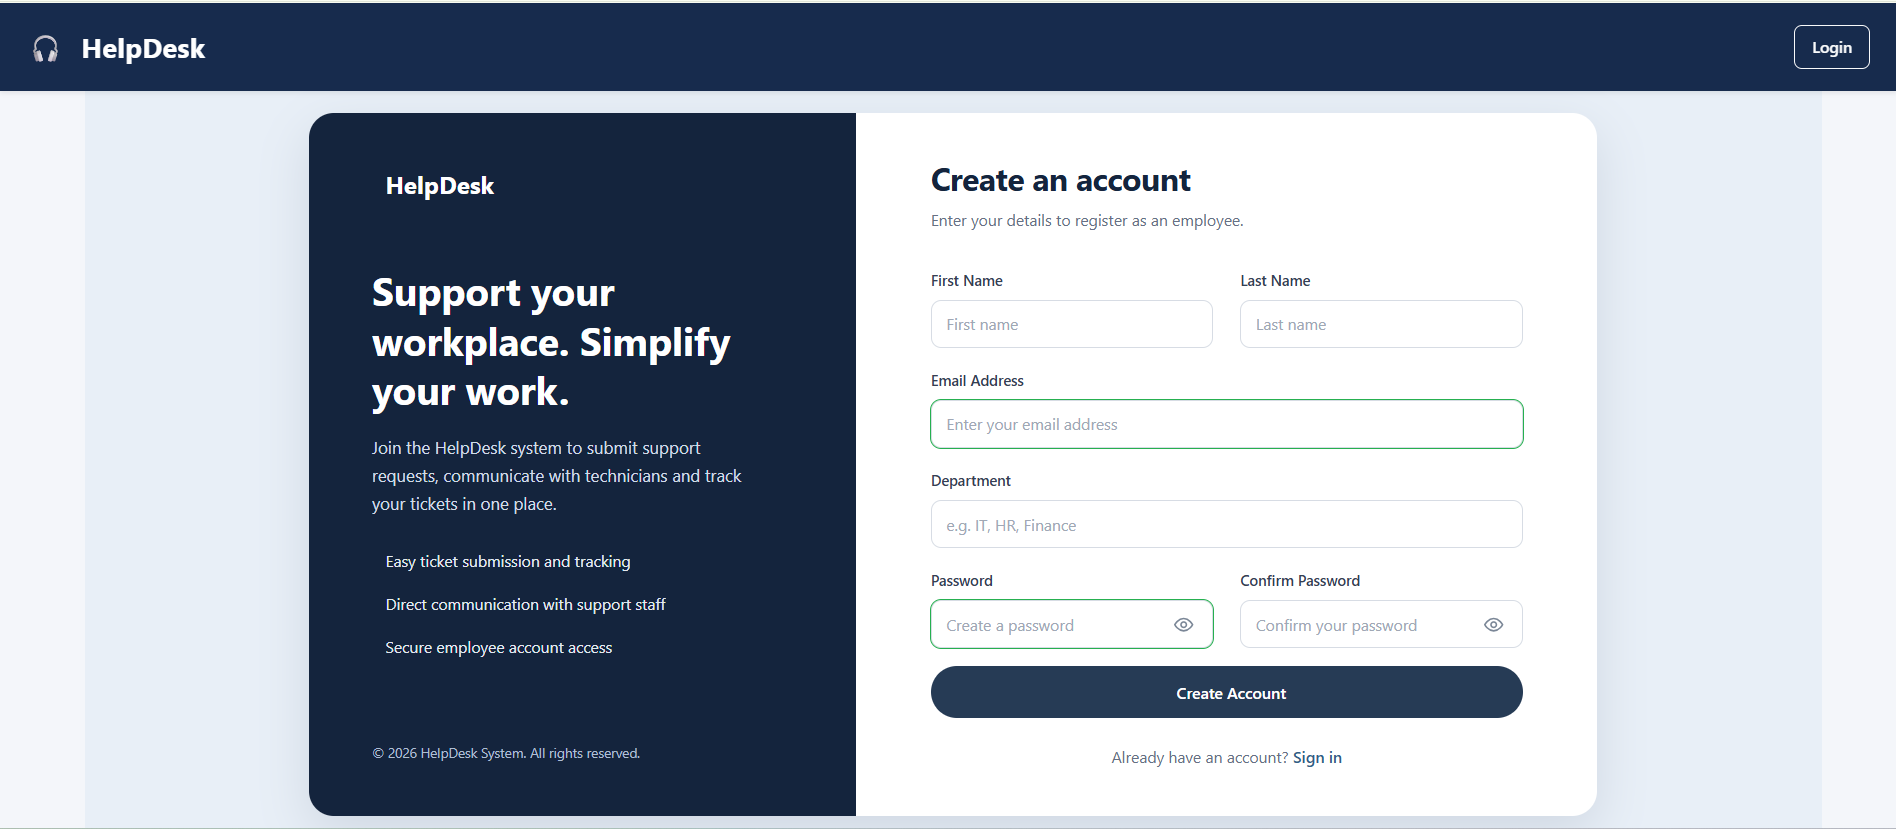 HelpDesk
Login
HelpDesk
Support your
workplace. Simplify
your work.
Join the HelpDesk system to submit support
requests, communicate with technicians and track
your tickets in one place.
Easy ticket submission and tracking
Direct communication with support staff
Secure employee account access
© 2026 HelpDesk System. All rights reserved.
Create an account
Enter your details to register as an employee.
First Name
Last Name
First name
Last name
Email Address
Enter your email address
Department
e.g. IT, HR, Finance
Password
Confirm Password
Create a password
Confirm your password
Create Account
Already have an account? Sign in